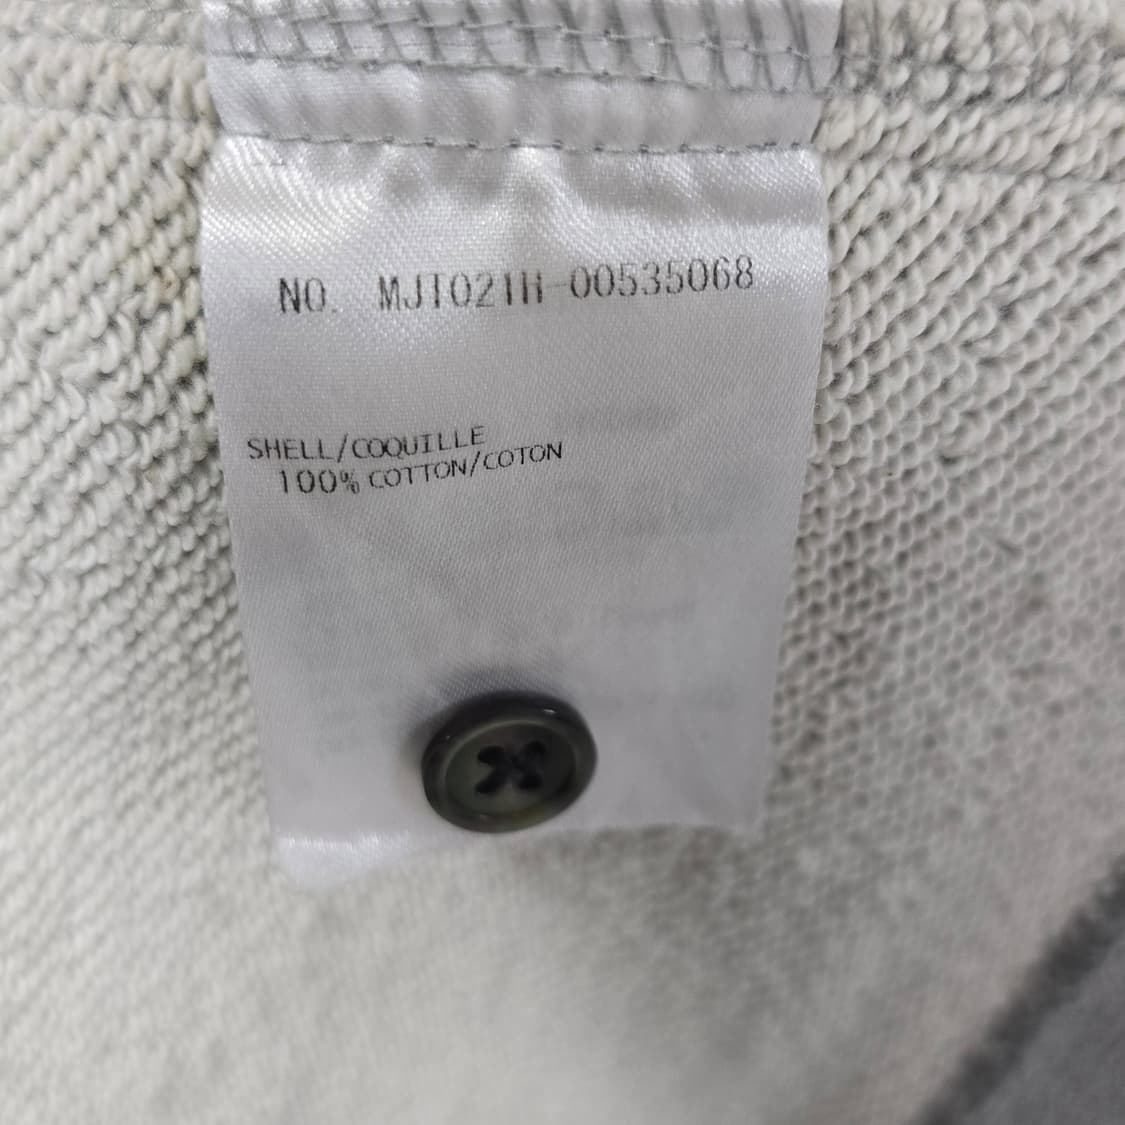 NO. MJT021H-00535068
SHELL/COQUILLE
100% COTTON/COTON